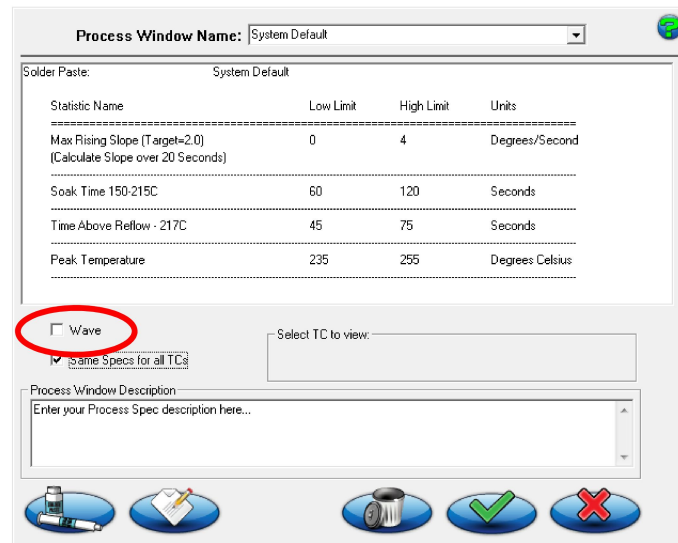 Process Window Name: System Default
Solder Paste: System Default
Statistic Name Low Limit High Limit Units
==================================================================
Max Rising Slope (Target=2.0) 0 4 Degrees/Second
(Calculate Slope over 20 Seconds)
Soak Time 150-215C 60 120 Seconds
Time Above Reflow - 217C 45 75 Seconds
Peak Temperature 235 255 Degrees Celsius
Wave
Select TC to view:
Same Specs for all TCs
Process Window Description
Enter your Process Spec description here...